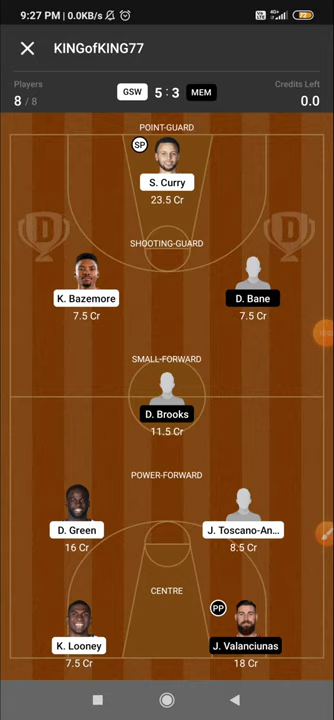 9:27 PM | 0.0KB/s
4G+
72
KINGofKING77
Players
8 / 8
GSW 5 : 3 MEM
Credits Left
0.0
POINT-GUARD
SP
S. Curry
23.5 Cr
SHOOTING-GUARD
K. Bazemore
7.5 Cr
D. Bane
7.5 Cr
SMALL-FORWARD
D. Brooks
11.5 Cr
POWER-FORWARD
D. Green
16 Cr
J. Toscano-An...
8.5 Cr
CENTRE
PP
K. Looney
7.5 Cr
J. Valanciunas
18 Cr